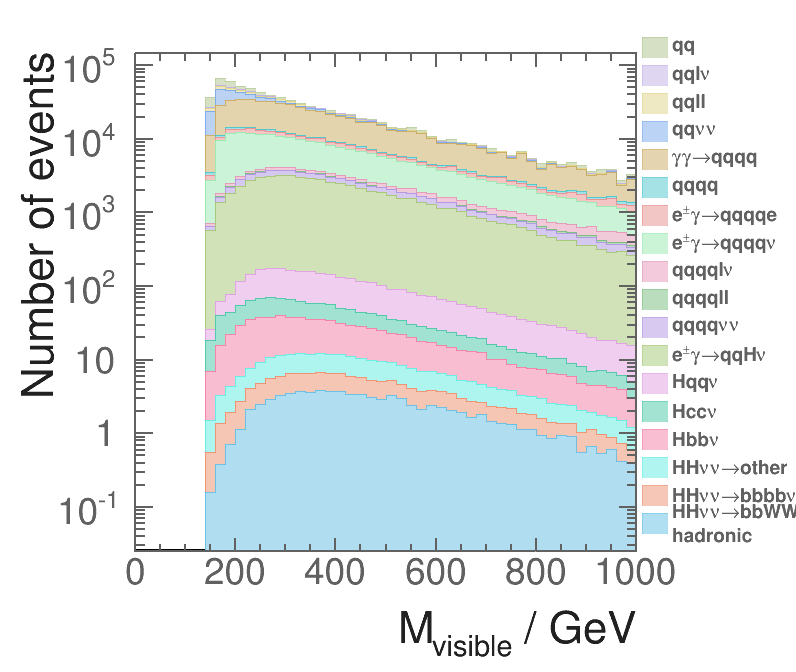 Number of events
10^5
10^4
10^3
10^2
10
1
10^-1
0
200
400
600
800
1000
M_visible / GeV
qq
qqlν
qqll
qqνν
γγ→qqqq
qqqq
e±γ→qqqqe
e±γ→qqqqν
qqqqlν
qqqqll
qqqqνν
e±γ→qqHν
Hqqν
Hccν
Hbbν
HHνν→other
HHνν→bbbbν
HHνν→bbWW
hadronic